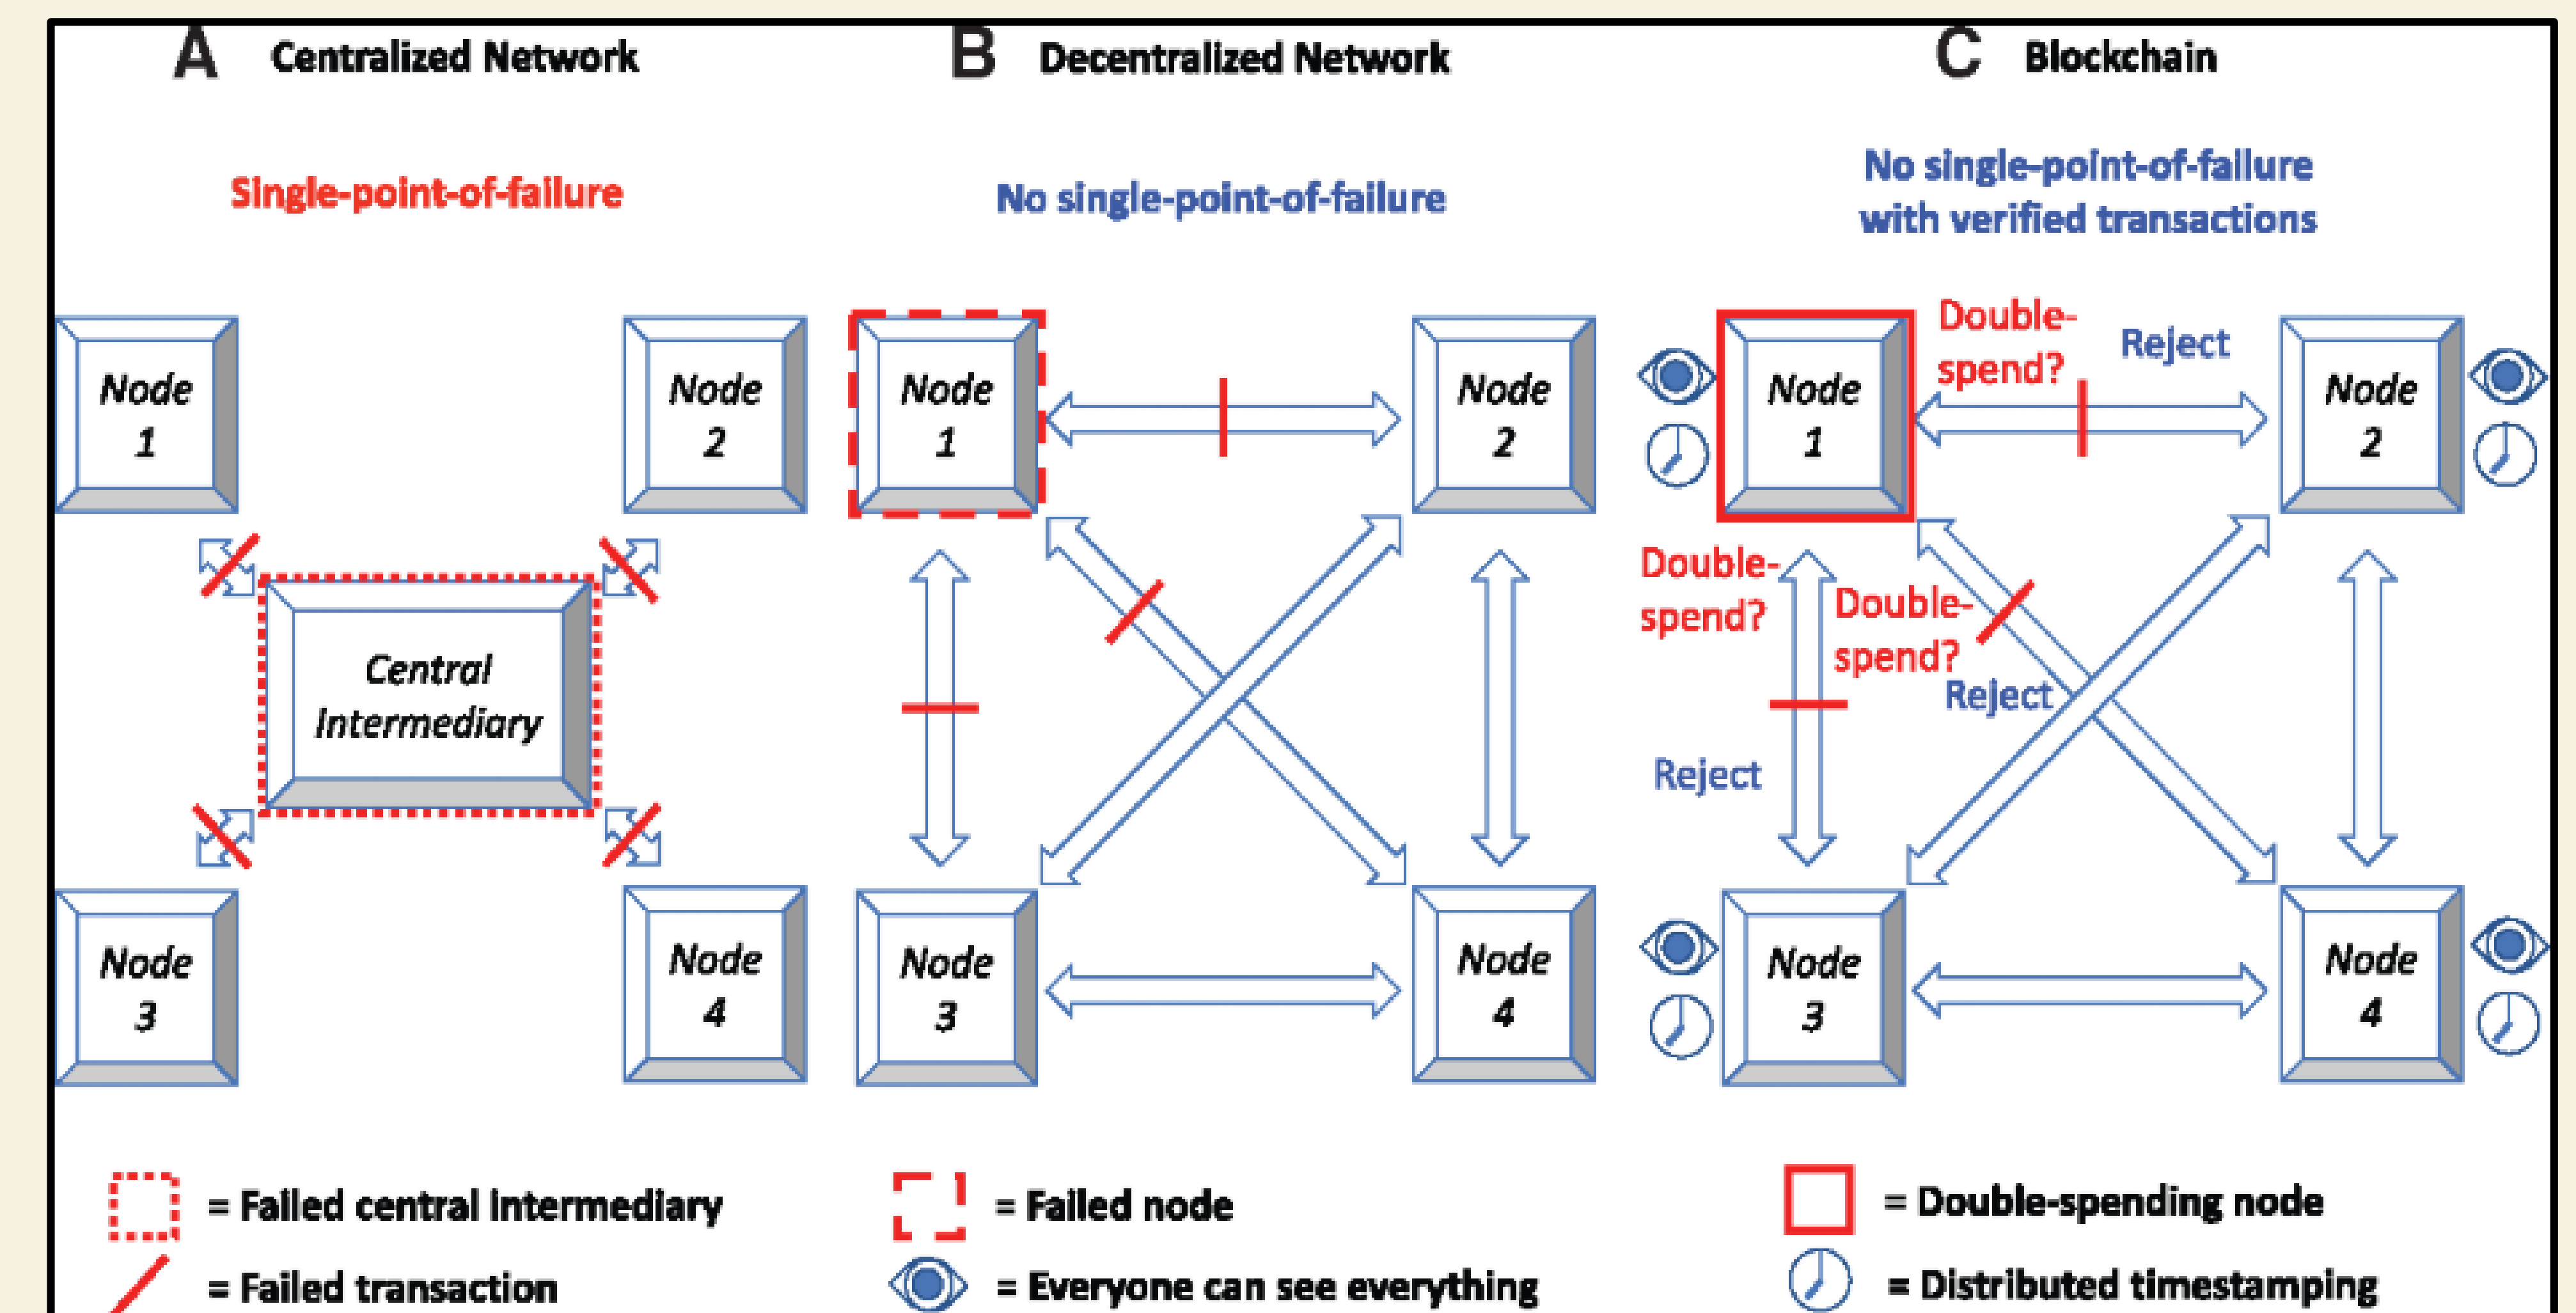 A Centralized Network
Single-point-of-failure
Node
1
Node
2
Central
Intermediary
Node
3
Node
4
B Decentralized Network
No single-point-of-failure
Node
1
Node
2
Node
3
Node
4
C Blockchain
No single-point-of-failure
with verified transactions
Node
1
Double-
spend?
Reject
Node
2
Double-
spend?
Double-
spend?
Reject
Reject
Node
3
Node
4
= Failed central intermediary
= Failed node
= Double-spending node
= Failed transaction
= Everyone can see everything
= Distributed timestamping